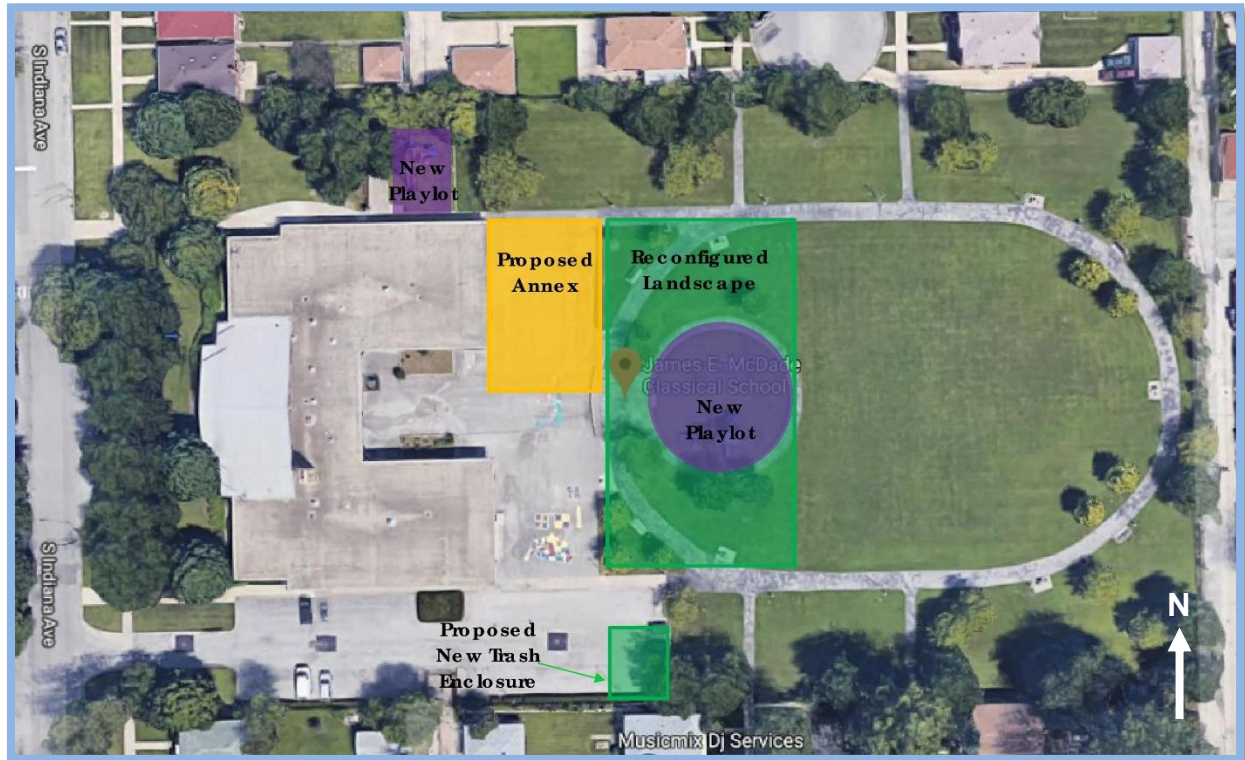 S Indiana Ave
New
Playlot
Proposed
Annex
Reconfigured
Landscape
James E. McDade
Classical School
New
Playlot
S Indiana Ave
N
Proposed
New Trash
Enclosure
Musicmix Dj Services